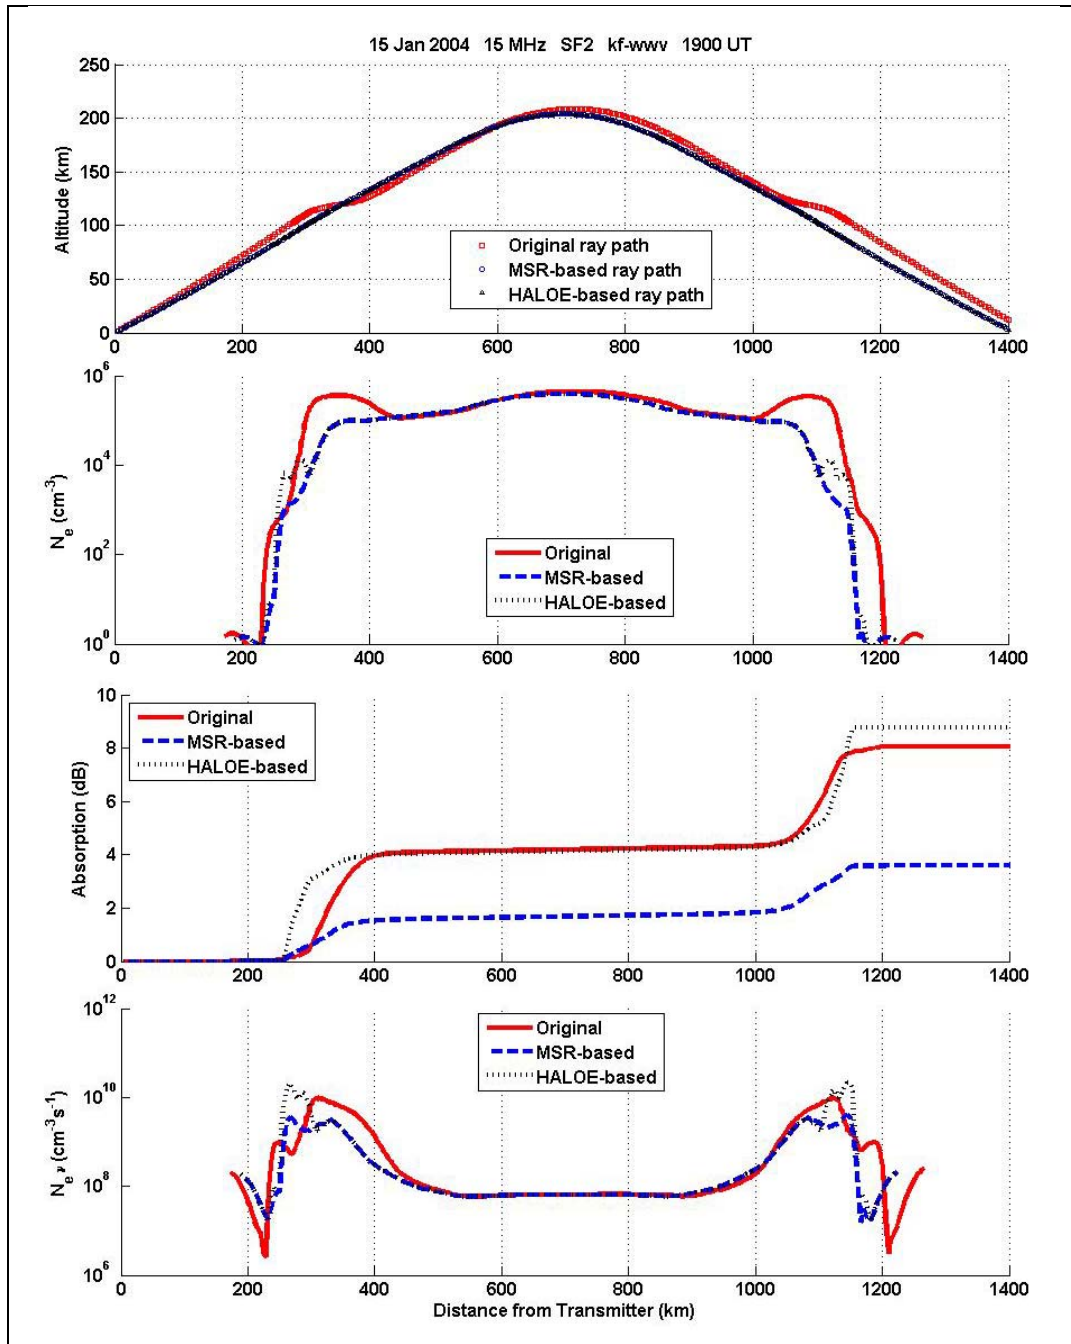 15 Jan 2004 15 MHz SF2 kf-wwv 1900 UT
250
200
150
100
50
0
Altitude (km)
Original ray path
MSR-based ray path
HALOE-based ray path
0 200 400 600 800 1000 1200 1400
10^6
10^4
10^2
10^0
N_e (cm^-3)
Original
MSR-based
HALOE-based
0 200 400 600 800 1000 1200 1400
10
8
6
4
2
0
Absorption (dB)
Original
MSR-based
HALOE-based
0 200 400 600 800 1000 1200 1400
10^12
10^10
10^8
10^6
N_e ν (cm^-3 s^-1)
Original
MSR-based
HALOE-based
0 200 400 600 800 1000 1200 1400
Distance from Transmitter (km)